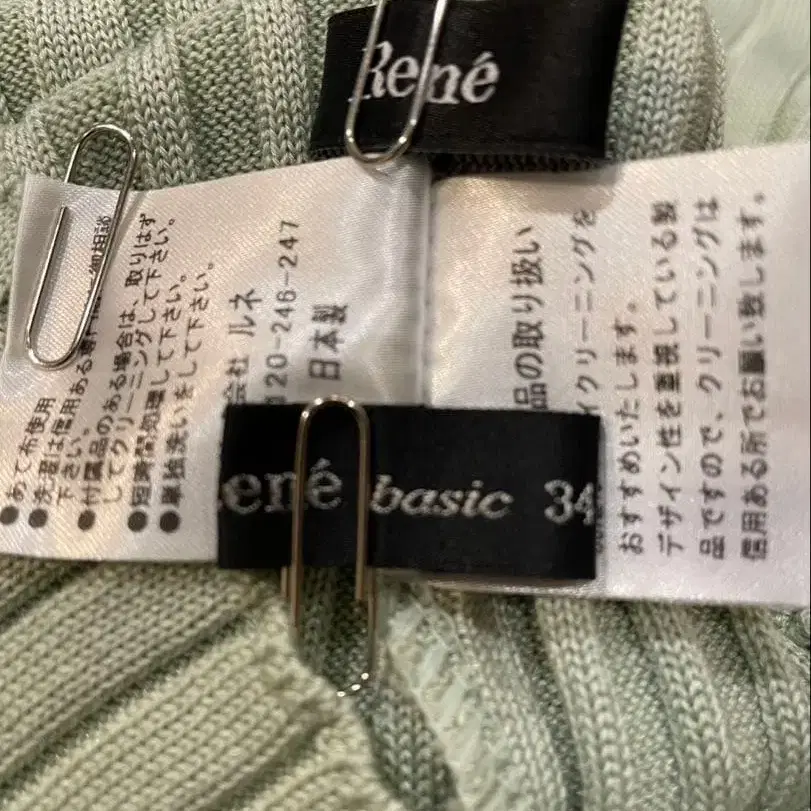 René
René basic 34
品の取り扱い
イクリーニングを
おすすめいたします。
デザイン性を重視している製
品ですので、クリーニングは
信用ある所でお願い致します。
会社 ルネ
120-246-247
日本製
●あて布使用
●洗濯は信用ある専門店に御相談
下さい。
●付属品のある場合は、取りはず
してクリーニングして下さい。
●短時間処理して下さい。
●単独洗いをして下さい。